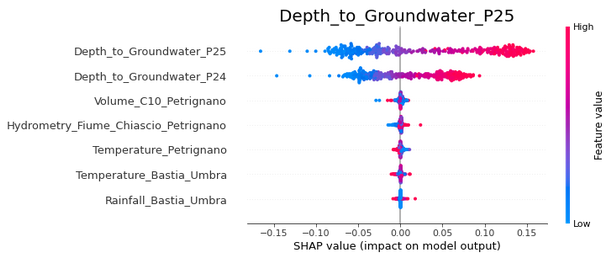 Depth_to_Groundwater_P25
High
Depth_to_Groundwater_P25
Depth_to_Groundwater_P24
Volume_C10_Petrignano
Hydrometry_Fiume_Chiascio_Petrignano
Temperature_Petrignano
Temperature_Bastia_Umbra
Rainfall_Bastia_Umbra
Feature value
Low
−0.15 −0.10 −0.05 0.00 0.05 0.10 0.15
SHAP value (impact on model output)